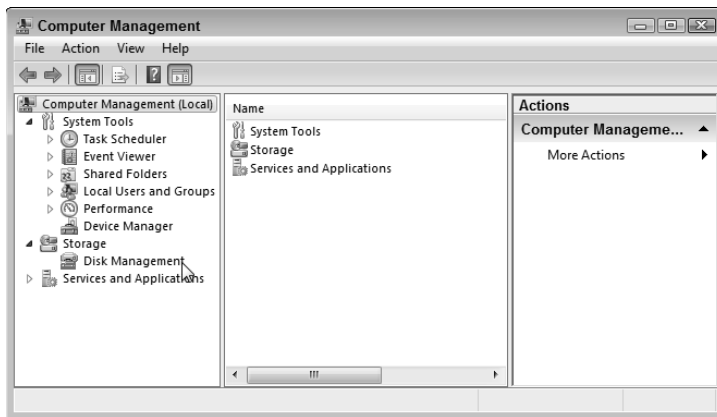 Computer Management
File Action View Help
Computer Management (Local)
System Tools
Task Scheduler
Event Viewer
Shared Folders
Local Users and Groups
Performance
Device Manager
Storage
Disk Management
Services and Applications
Name
System Tools
Storage
Services and Applications
Actions
Computer Manageme...
More Actions